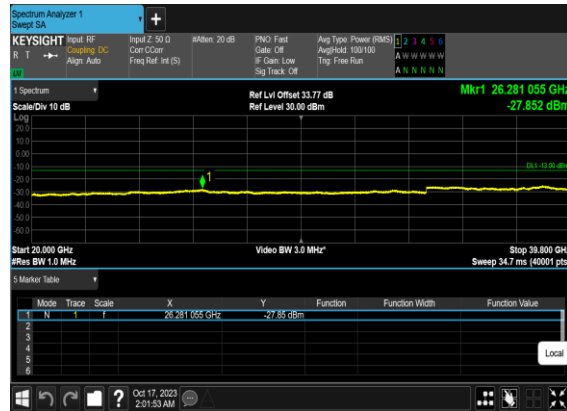 Spectrum Analyzer 1
Swept SA
+
KEYSIGHT Input: RF Input Z: 50 Ω #Atten: 20 dB PNO: Fast Avg Type: Power (RMS) 1 2 3 4 5 6
R T Coupling: DC Corr CCorr Gate: Off Avg|Hold: 100/100 A W W W W W
Align: Auto Freq Ref: Int (S) IF Gain: Low Trig: Free Run
Sig Track: Off A N N N N N
1 Spectrum Ref Lvl Offset 33.77 dB Mkr1 26.281 055 GHz
Scale/Div 10 dB Ref Level 30.00 dBm -27.852 dBm
Log
20.0
10.0
0.00
-10.0 DL1 -13.00 dBm
-20.0 1
-30.0
-40.0
-50.0
-60.0
Start 20.000 GHz Video BW 3.0 MHz* Stop 39.800 GHz
#Res BW 1.0 MHz Sweep 34.7 ms (40001 pts)
5 Marker Table
Mode Trace Scale X Y Function Function Width Function Value
1 N 1 f 26.281 055 GHz -27.85 dBm
2
3
4
5
6
Local
? Oct 17, 2023
2:01:53 AM